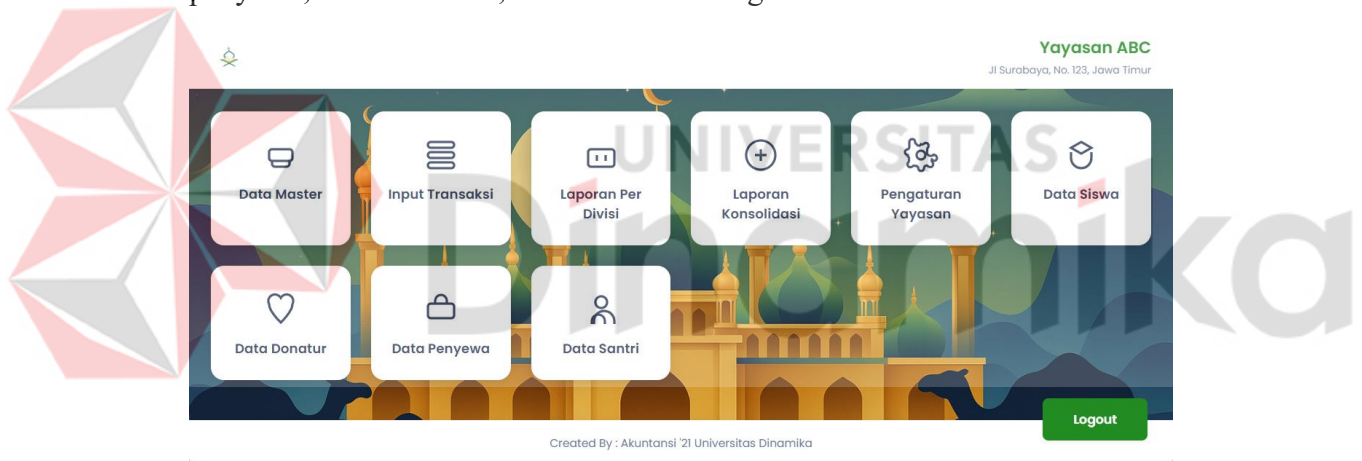 Yayasan ABC
Jl Surabaya, No. 123, Jawa Timur
UNIVERSITAS
Dinamika
Data Master
Input Transaksi
Laporan Per
Divisi
Laporan
Konsolidasi
Pengaturan
Yayasan
Data Siswa
Data Donatur
Data Penyewa
Data Santri
Logout
Created By : Akuntansi '21 Universitas Dinamika